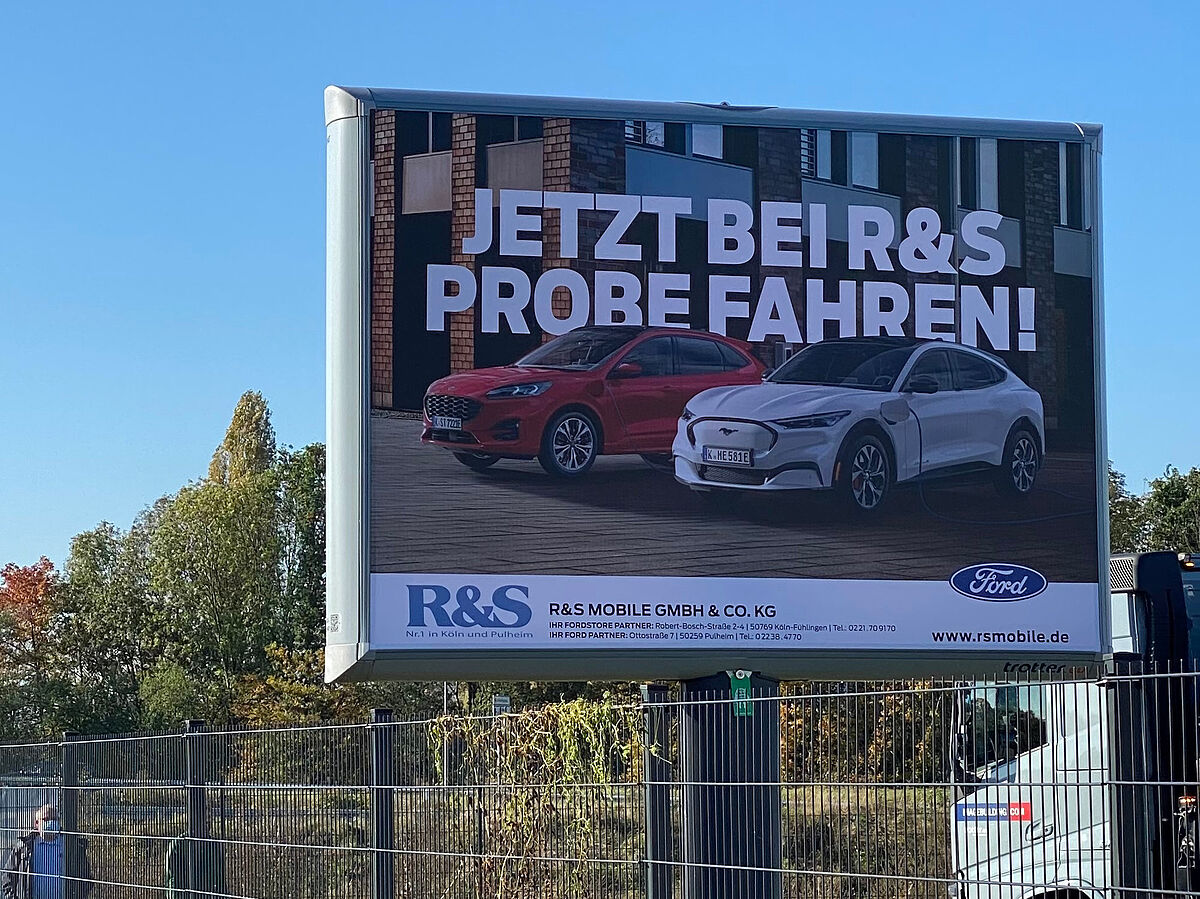 JETZT BEI R&S
PROBE FAHREN!
K·ME 581E
Ford
R&S
Nr.1 in Köln und Pulheim
R&S MOBILE GMBH & CO. KG
IHR FORDSTORE PARTNER: Robert-Bosch-Straße 2-4 | 50769 Köln-Fühlingen | Tel.: 0221.709170
IHR FORD PARTNER: Ottostraße 7 | 50259 Pulheim | Tel.: 02238.4770
www.rsmobile.de
trotter